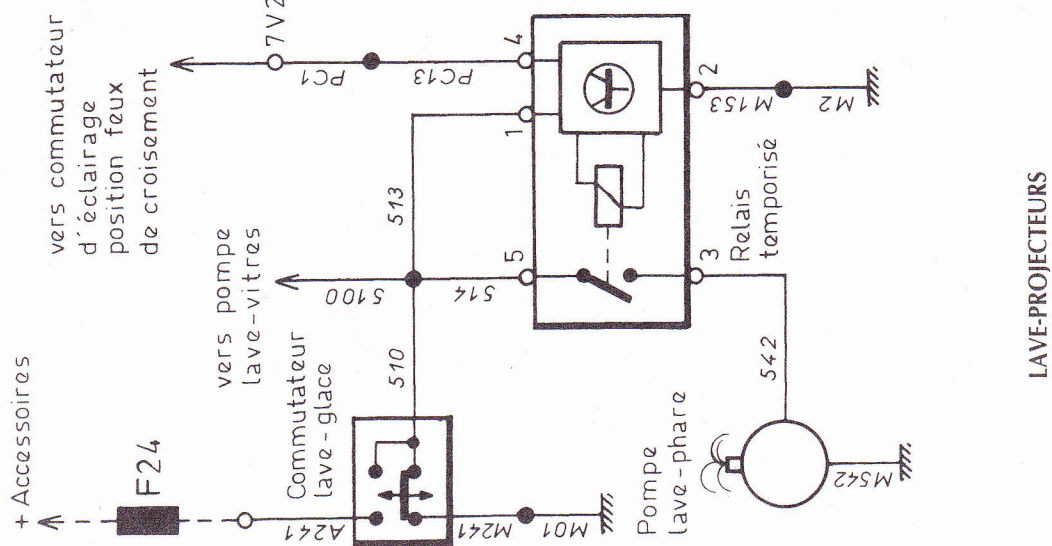 + Accessoires
F24
A241
Commutateur
lave-glace
M241
M01
510
vers pompe
lave-vitres
5100
513
514
vers commutateur
d'éclairage
position feux
de croisement
7V2
PC1
PC13
4
1
5
2
3
M153
M2
Relais
temporisé
542
Pompe
lave-phare
M542
LAVE-PROJECTEURS